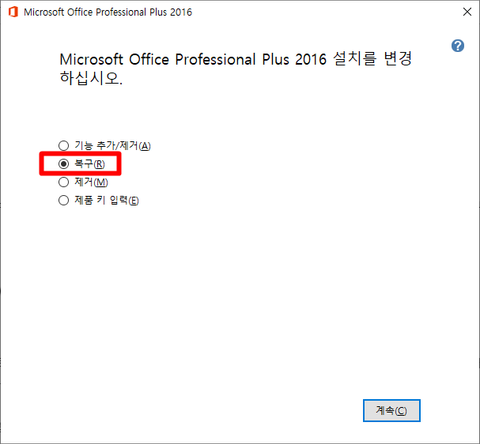 Microsoft Office Professional Plus 2016
Microsoft Office Professional Plus 2016 설치를 변경
하십시오.
기능 추가/제거(A)
복구(R)
제거(M)
제품 키 입력(E)
계속(C)